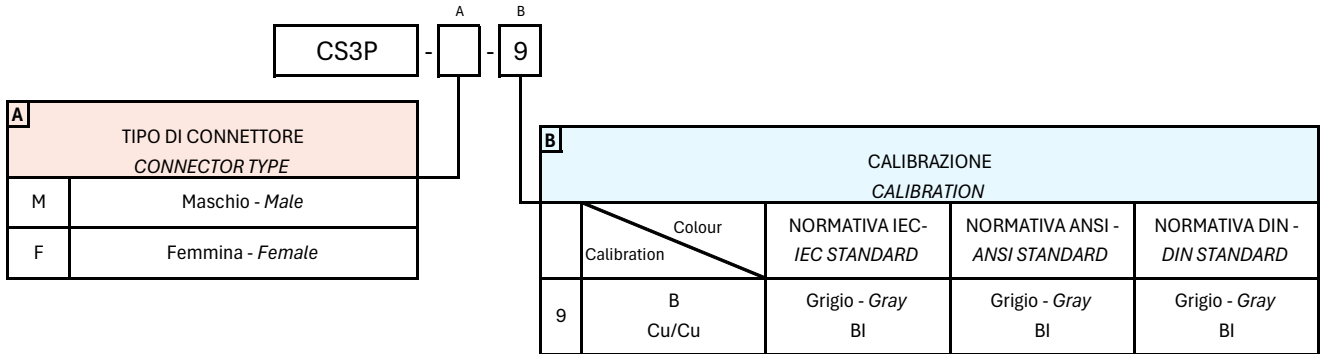 A B
CS3P - - 9
A
TIPO DI CONNETTORE
CONNECTOR TYPE
M Maschio - Male
F Femmina - Female
B
CALIBRAZIONE
CALIBRATION
Colour
Calibration
NORMATIVA IEC-
IEC STANDARD
NORMATIVA ANSI -
ANSI STANDARD
NORMATIVA DIN -
DIN STANDARD
9
B
Cu/Cu
Grigio - Gray
BI
Grigio - Gray
BI
Grigio - Gray
BI